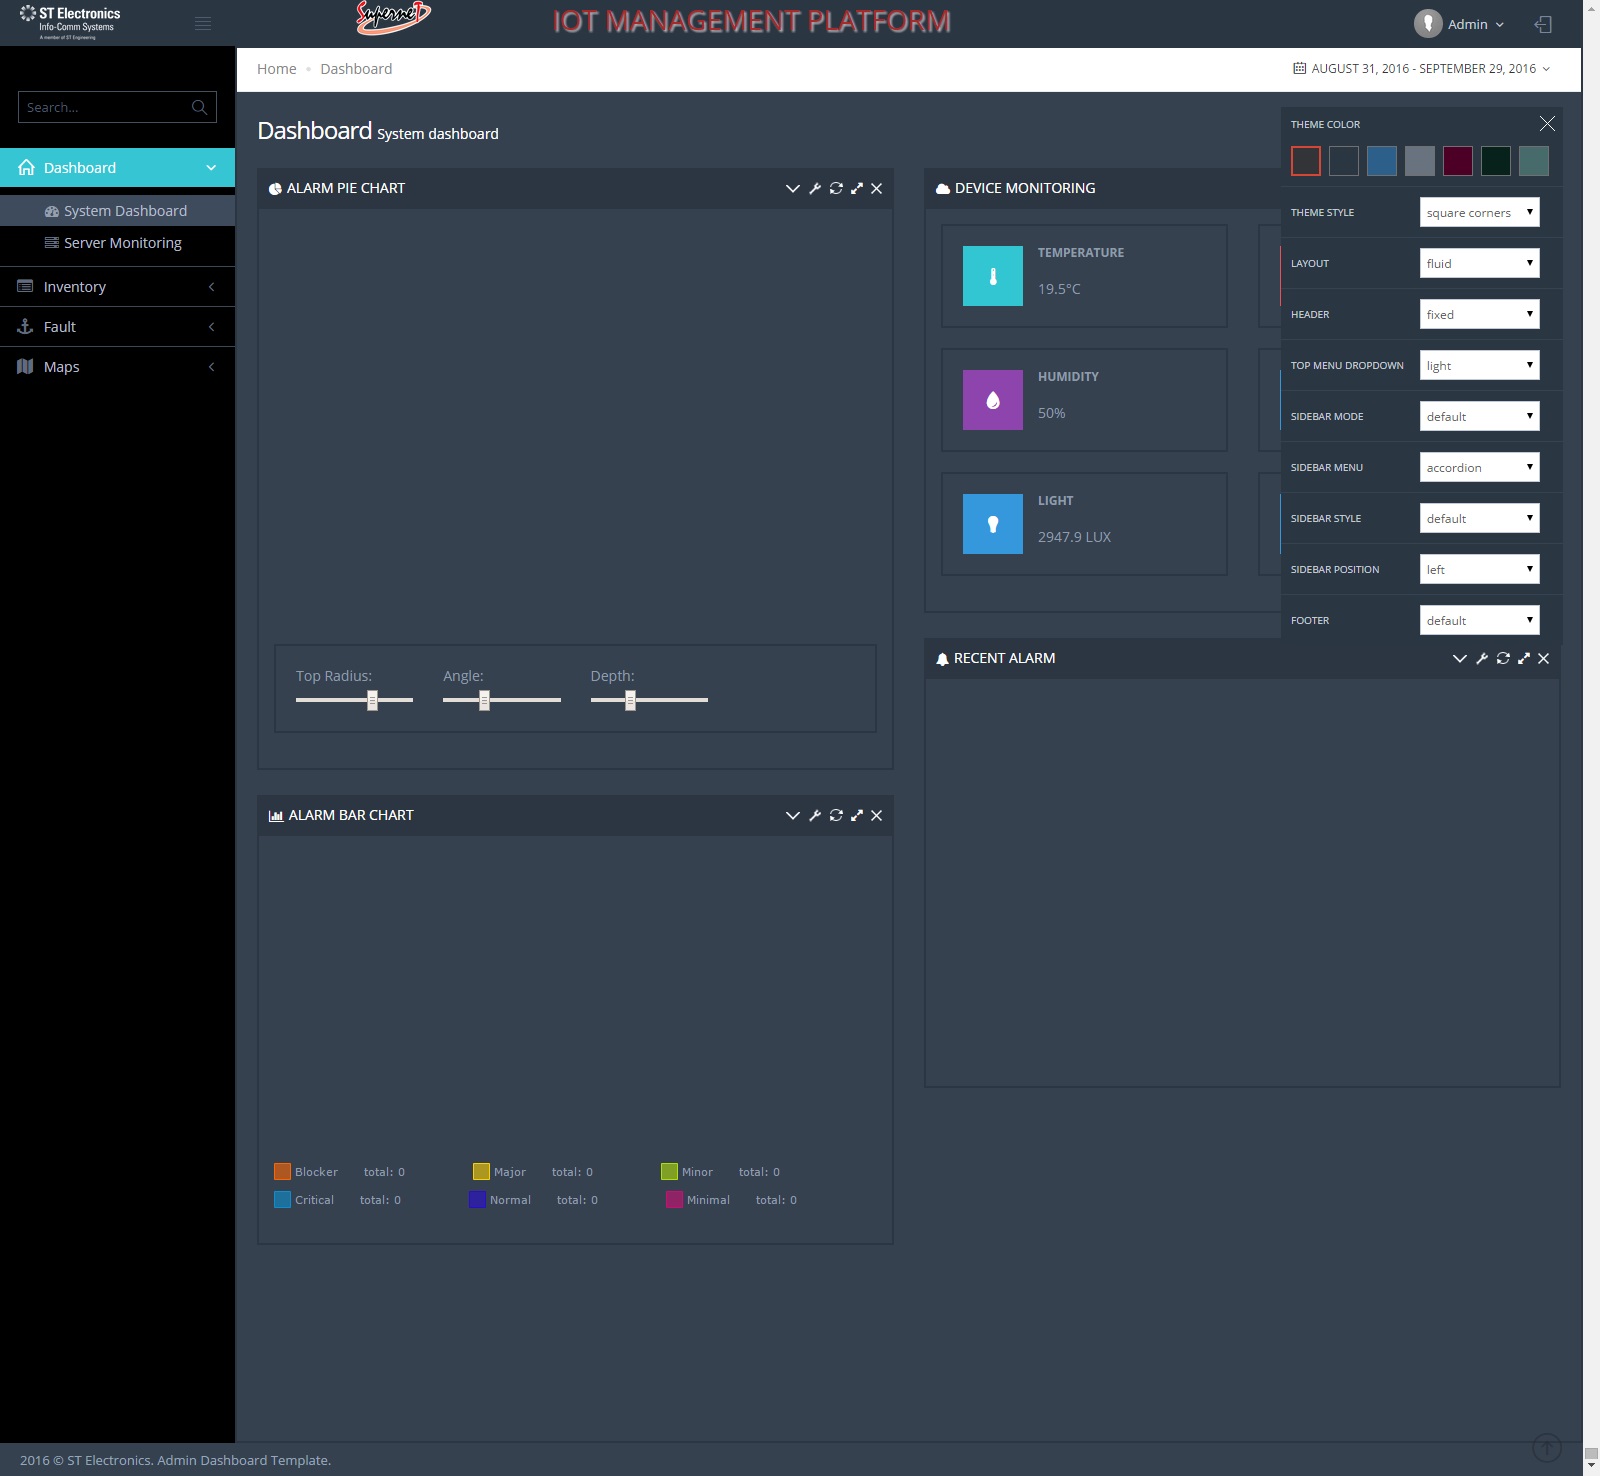 ST Electronics
Info-Comm Systems
A member of ST Engineering
SuperneT
IOT MANAGEMENT PLATFORM
Admin
Home
Dashboard
AUGUST 31, 2016 - SEPTEMBER 29, 2016
Search...
Dashboard
System Dashboard
Server Monitoring
Inventory
Fault
Maps
Dashboard System dashboard
ALARM PIE CHART
Top Radius:
Angle:
Depth:
ALARM BAR CHART
Blocker total: 0
Major total: 0
Minor total: 0
Critical total: 0
Normal total: 0
Minimal total: 0
DEVICE MONITORING
TEMPERATURE
19.5°C
HUMIDITY
50%
LIGHT
2947.9 LUX
THEME COLOR
THEME STYLE square corners
LAYOUT fluid
HEADER fixed
TOP MENU DROPDOWN light
SIDEBAR MODE default
SIDEBAR MENU accordion
SIDEBAR STYLE default
SIDEBAR POSITION left
FOOTER default
RECENT ALARM
2016 © ST Electronics. Admin Dashboard Template.